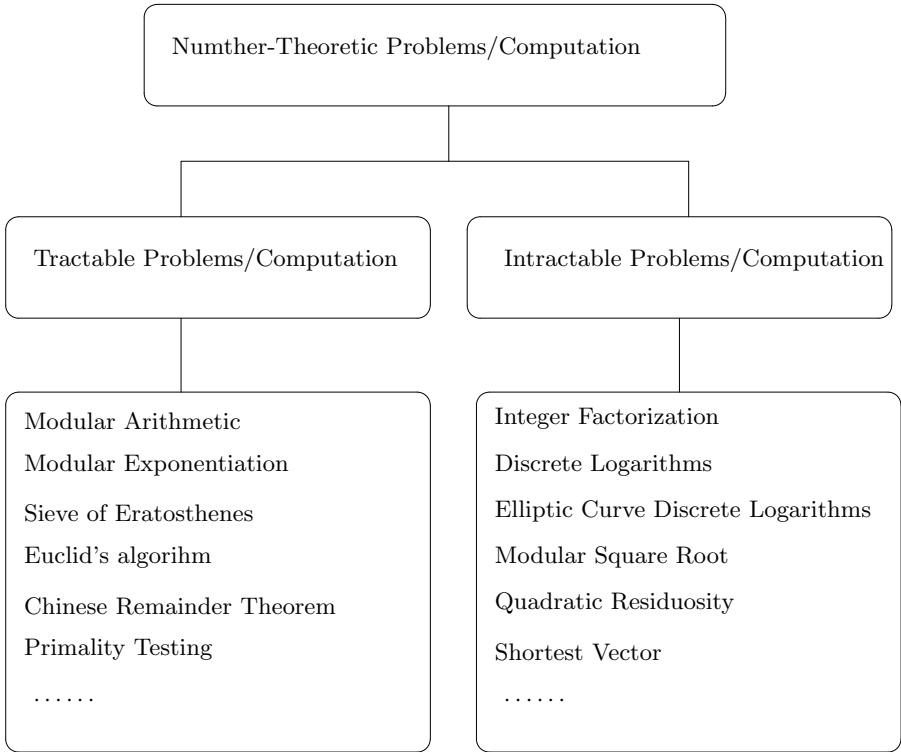 Numther-Theoretic Problems/Computation
Tractable Problems/Computation
Intractable Problems/Computation
Modular Arithmetic
Modular Exponentiation
Sieve of Eratosthenes
Euclid's algorihm
Chinese Remainder Theorem
Primality Testing
......
Integer Factorization
Discrete Logarithms
Elliptic Curve Discrete Logarithms
Modular Square Root
Quadratic Residuosity
Shortest Vector
......